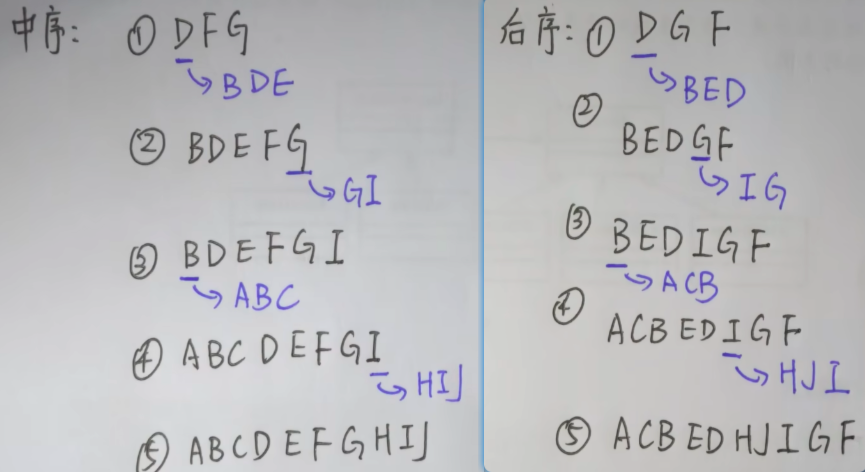 中序: ① DFG
BDE
② BDEFG
GI
③ BDEFGI
ABC
④ ABCDEFGI
HIJ
⑤ ABCDEFGHIJ
后序: ① DGF
BED
②
BEDGF
IG
③
BEDIGF
ACB
④
ACBEDIGF
HJI
⑤ ACBEDHJIGF